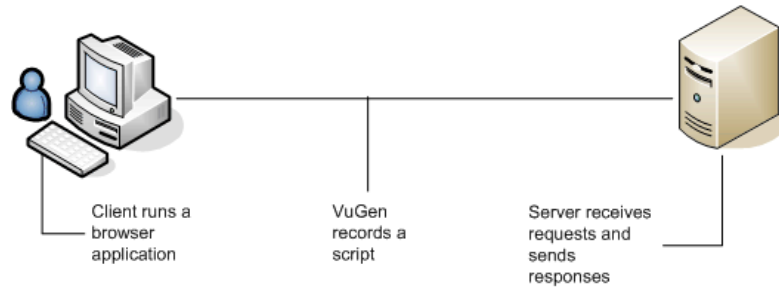 Client runs a
browser
application
VuGen
records a
script
Server receives
requests and
sends
responses